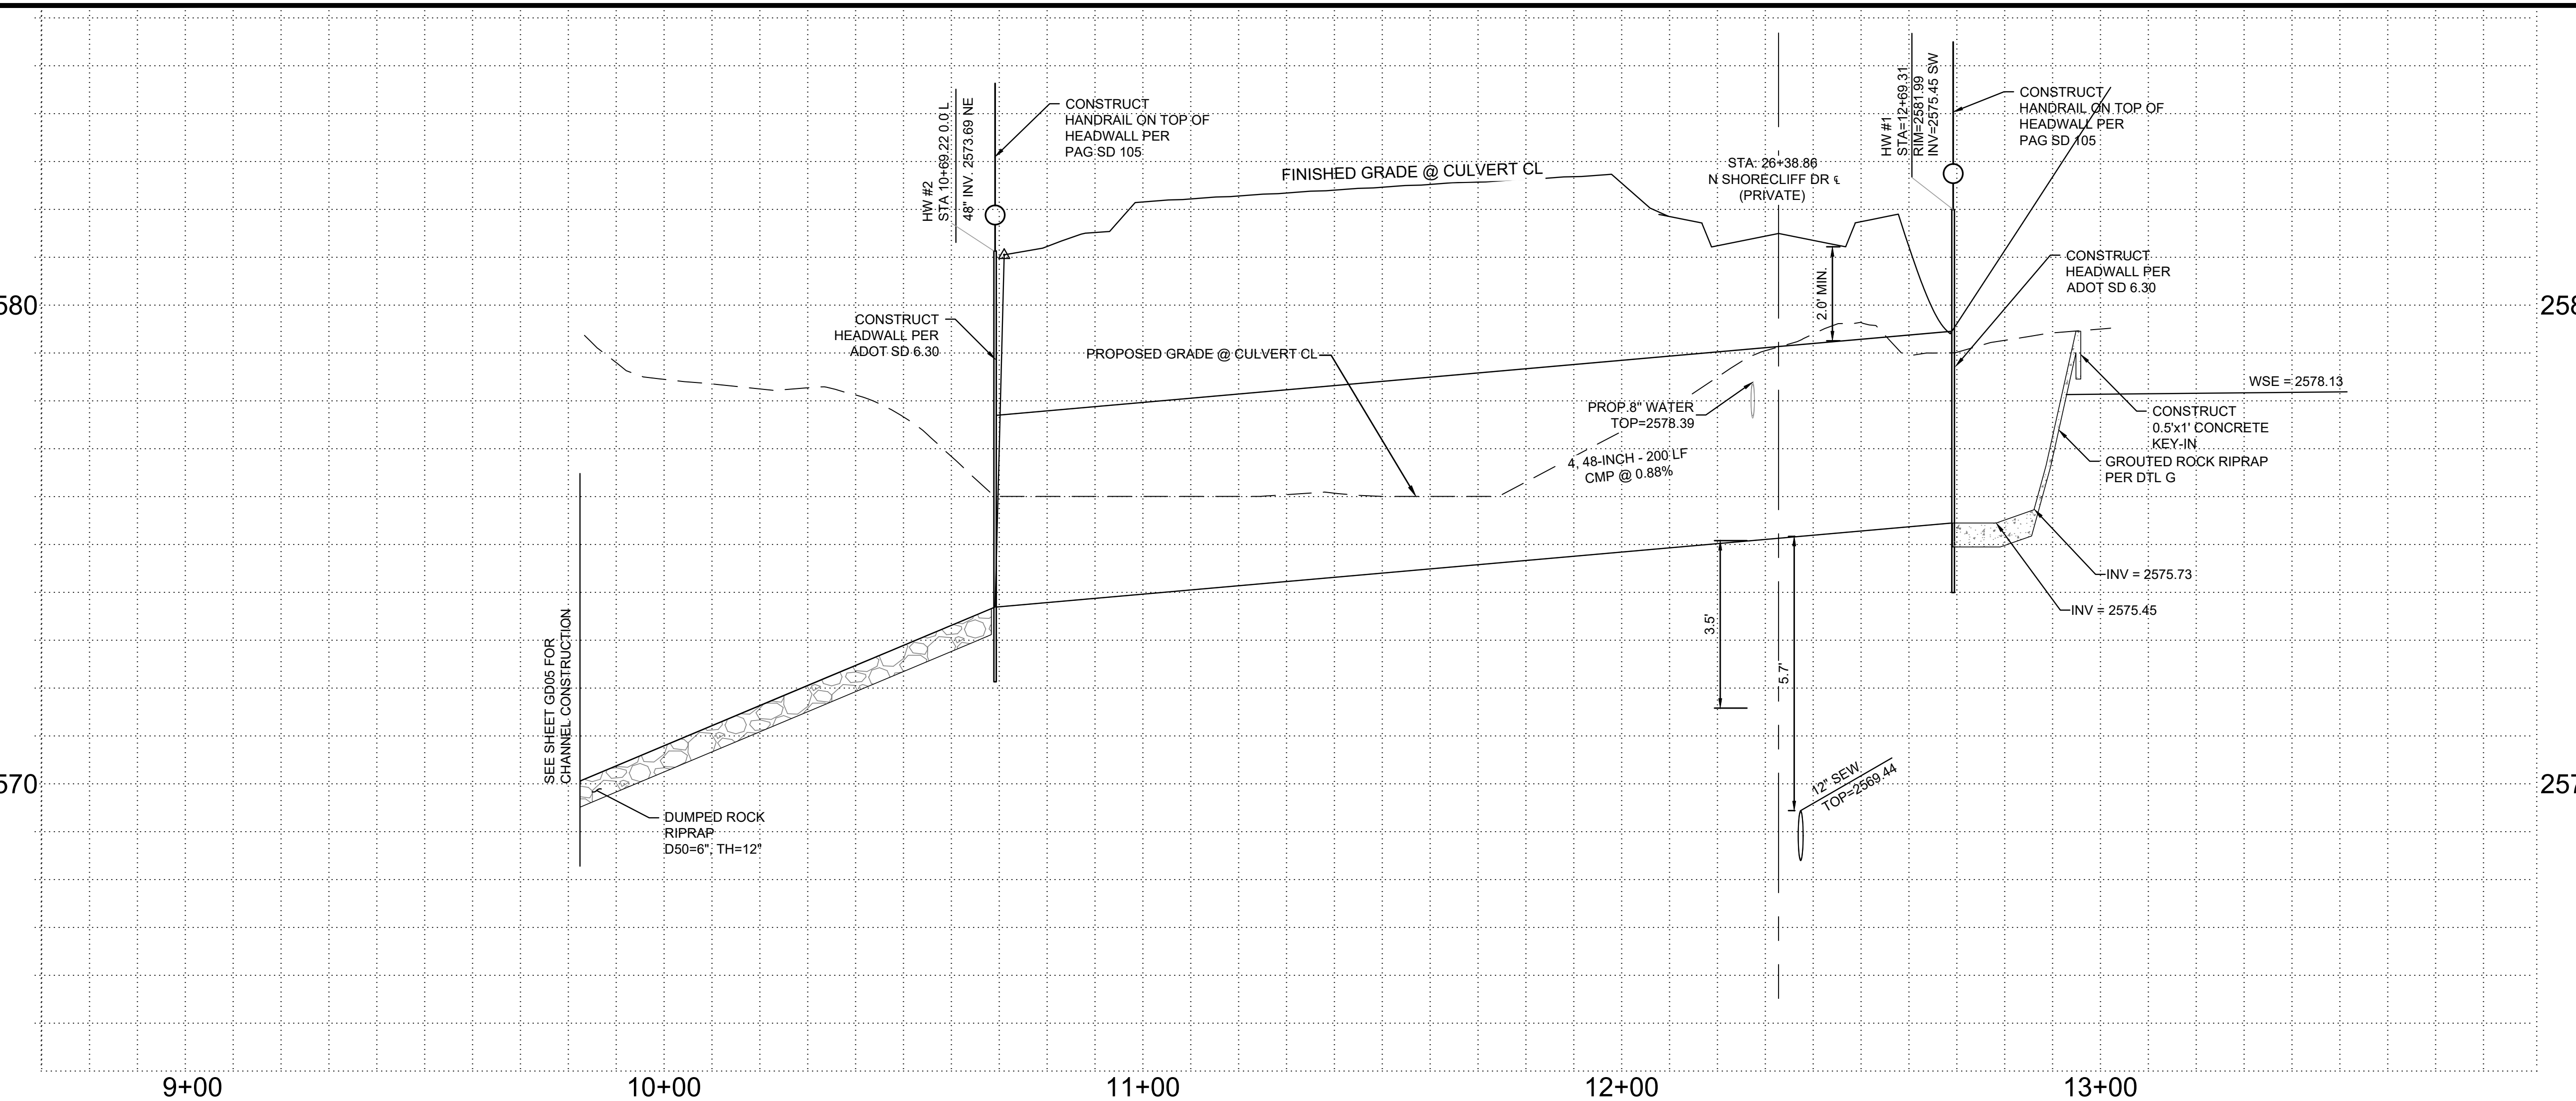 HW #2
STA 10+69.22 0.0 L
48" INV. 2573.69 NE
CONSTRUCT
HANDRAIL ON TOP OF
HEADWALL PER
PAG SD 105
FINISHED GRADE @ CULVERT CL
STA: 26+38.86
N SHORECLIFF DR ℄
(PRIVATE)
HW #1
STA=12+69.31
RIM=2581.99
INV=2575.45 SW
CONSTRUCT
HANDRAIL ON TOP OF
HEADWALL PER
PAG SD 105
CONSTRUCT
HEADWALL PER
ADOT SD 6.30
2.0' MIN.
580
258
CONSTRUCT
HEADWALL PER
ADOT SD 6.30
PROPOSED GRADE @ CULVERT CL
WSE = 2578.13
PROP.8" WATER
TOP=2578.39
CONSTRUCT
0.5'x1' CONCRETE
KEY-IN
4, 48-INCH - 200 LF
CMP @ 0.88%
GROUTED ROCK RIPRAP
PER DTL G
INV = 2575.73
INV = 2575.45
3.5'
5.7'
SEE SHEET GD05 FOR
CHANNEL CONSTRUCTION
570
257
12" SEW.
TOP=2569.44
DUMPED ROCK
RIPRAP
D50=6", TH=12"
9+00
10+00
11+00
12+00
13+00